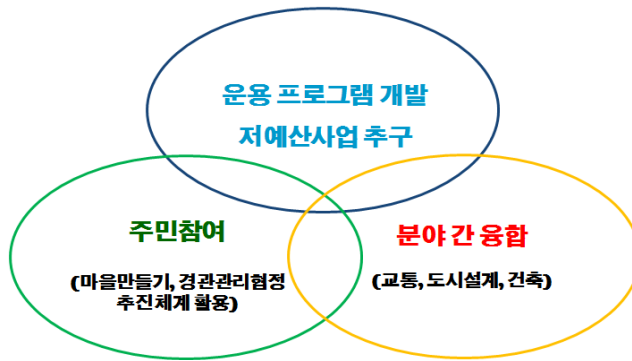 운용 프로그램 개발
저예산사업 추구
주민참여
(마을만들기, 경관관리협정
추진체계 활용)
분야 간 융합
(교통, 도시설계, 건축)